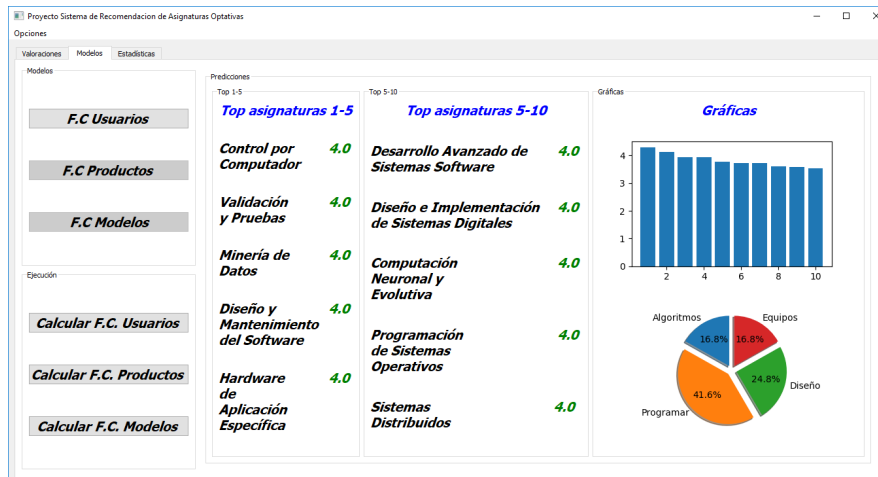 Proyecto Sistema de Recomendacion de Asignaturas Optativas
Opciones
Valoraciones Modelos Estadísticas
Modelos
F.C Usuarios
F.C Productos
F.C Modelos
Ejecución
Calcular F.C. Usuarios
Calcular F.C. Productos
Calcular F.C. Modelos
Predicciones
Top 1-5
Top asignaturas 1-5
Control por 4.0
Computador
Validación 4.0
y Pruebas
Minería de 4.0
Datos
Diseño y 4.0
Mantenimiento
del Software
Hardware 4.0
de
Aplicación
Específica
Top 5-10
Top asignaturas 5-10
Desarrollo Avanzado de 4.0
Sistemas Software
Diseño e Implementación 4.0
de Sistemas Digitales
Computación 4.0
Neuronal y
Evolutiva
Programación 4.0
de Sistemas
Operativos
Sistemas 4.0
Distribuidos
Gráficas
Gráficas
4
3
2
1
0
2 4 6 8 10
Algoritmos Equipos
16.8% 16.8%
24.8% Diseño
41.6%
Programar